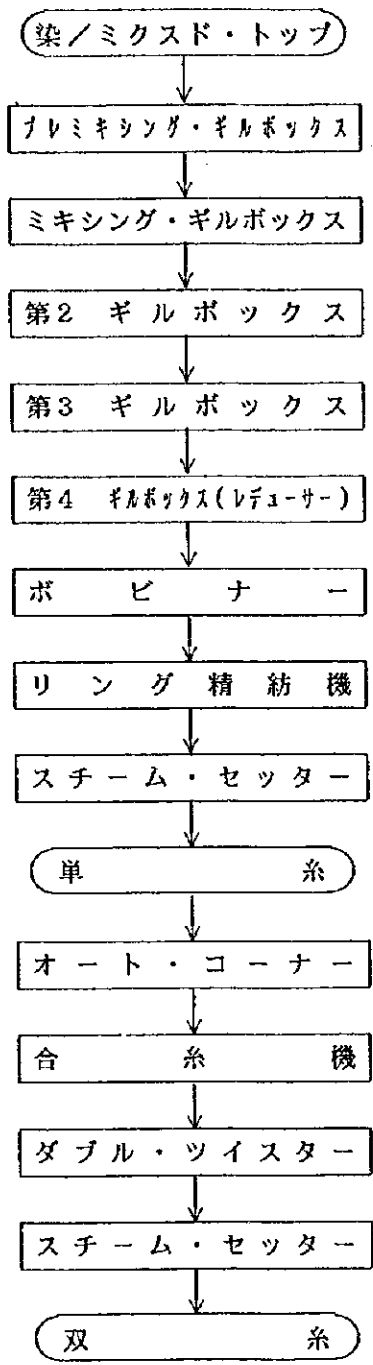 染／ミクスド・トップ
プレミキシング・ギルボックス
ミキシング・ギルボックス
第2 ギルボックス
第3 ギルボックス
第4 ギルボックス(レデューサー)
ボビナー
リング精紡機
スチーム・セッター
単糸
オート・コーナー
合糸機
ダブル・ツイスター
スチーム・セッター
双糸